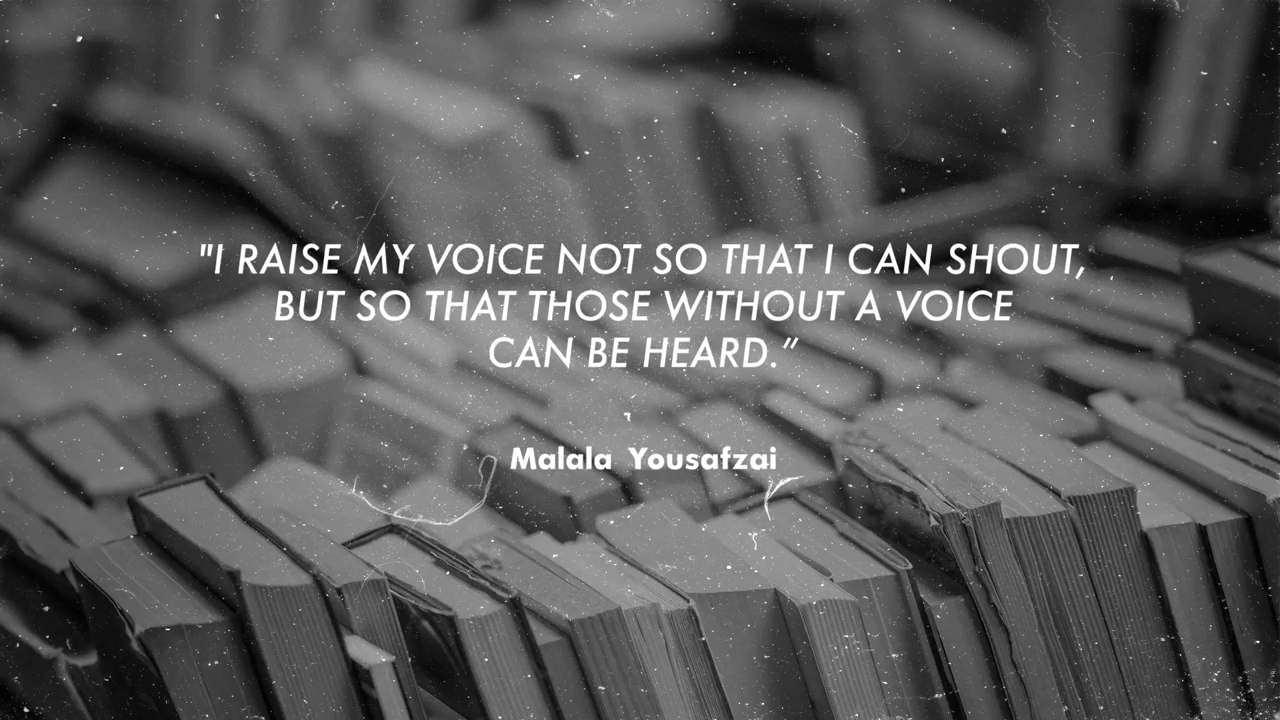 "I RAISE MY VOICE NOT SO THAT I CAN SHOUT,
BUT SO THAT THOSE WITHOUT A VOICE
CAN BE HEARD.”
Malala Yousafzai